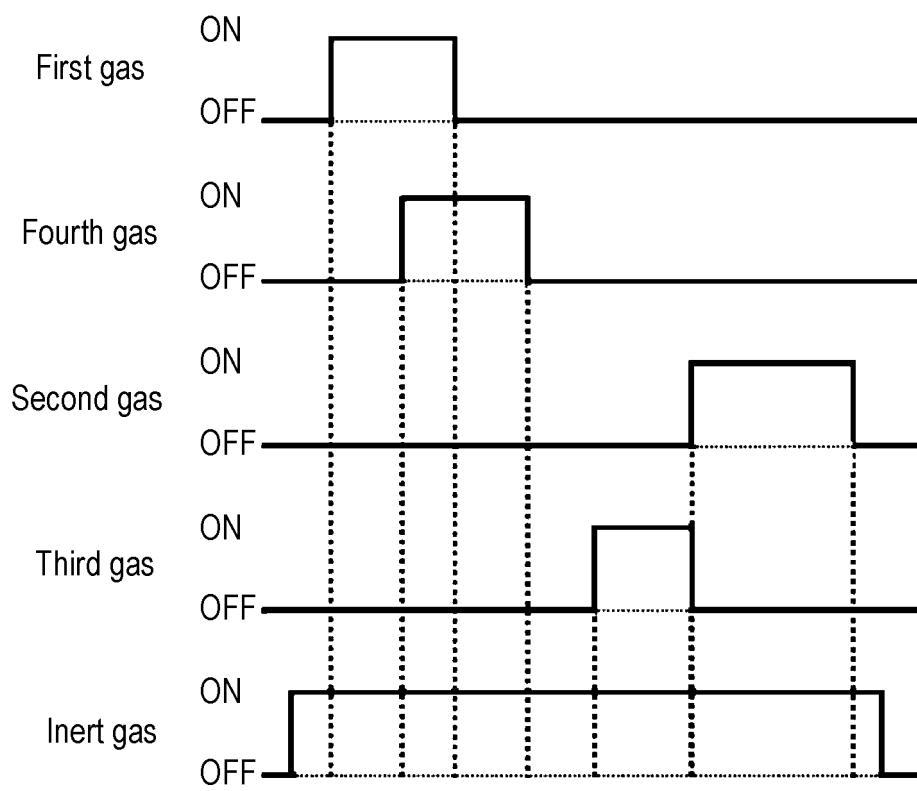 ON
First gas
OFF
ON
Fourth gas
OFF
ON
Second gas
OFF
ON
Third gas
OFF
ON
Inert gas
OFF